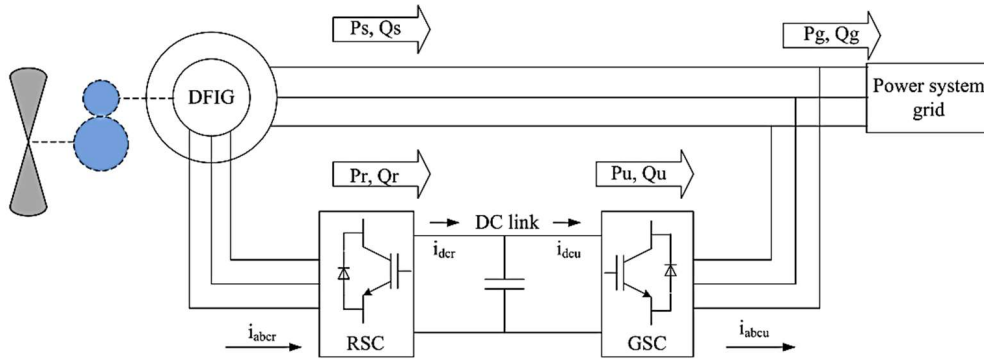 Ps, Qs
Pg, Qg
DFIG
Power system
grid
Pr, Qr
Pu, Qu
DC link
idcr
idcu
iabcr
RSC
GSC
iabcu